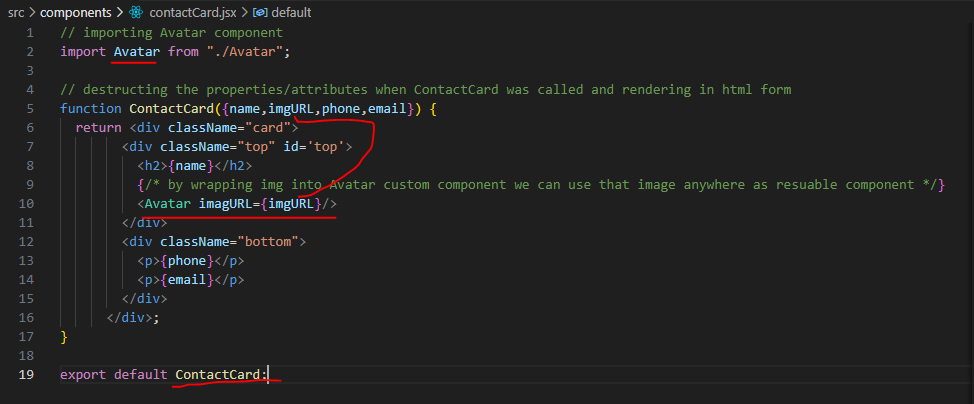 src > components > contactCard.jsx > default
1 // importing Avatar component
2 import Avatar from "./Avatar";
3
4 // destructing the properties/attributes when ContactCard was called and rendering in html form
5 function ContactCard({name,imgURL,phone,email}) {
6 return <div className="card">
7 <div className="top" id='top'>
8 <h2>{name}</h2>
9 {/* by wrapping img into Avatar custom component we can use that image anywhere as resuable component */}
10 <Avatar imagURL={imgURL}/>
11 </div>
12 <div className="bottom">
13 <p>{phone}</p>
14 <p>{email}</p>
15 </div>
16 </div>;
17 }
18
19 export default ContactCard;